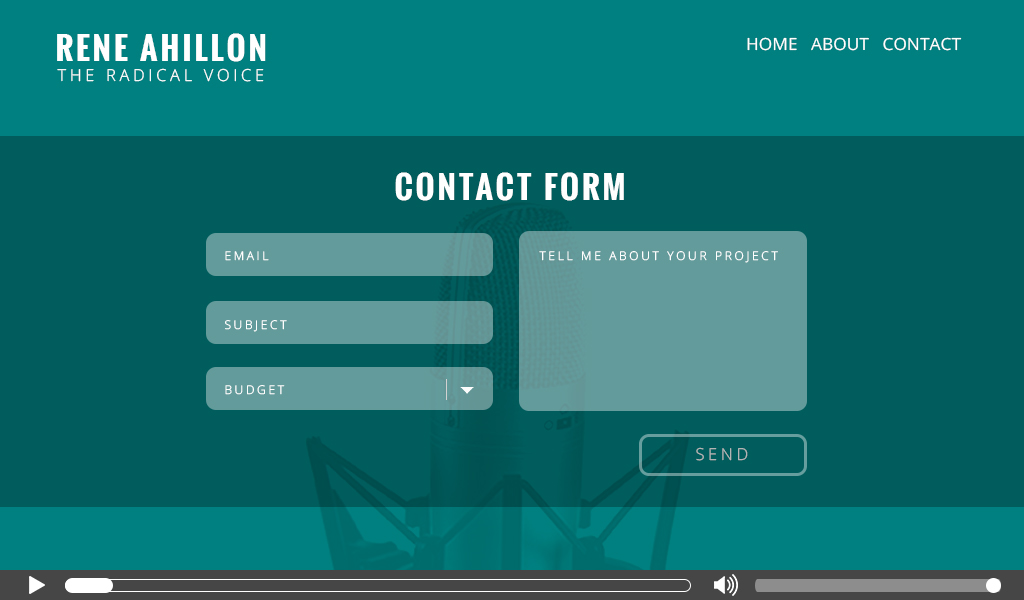 RENE AHILLON
THE RADICAL VOICE
HOME ABOUT CONTACT
CONTACT FORM
EMAIL
SUBJECT
BUDGET
TELL ME ABOUT YOUR PROJECT
SEND